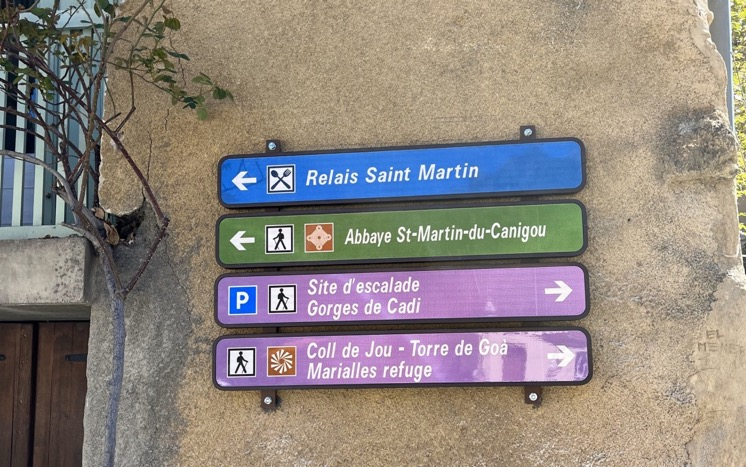 Relais Saint Martin
Abbaye St-Martin-du-Canigou
P
Site d'escalade
Gorges de Cadi
Coll de Jou - Torre de Goà
Marialles refuge